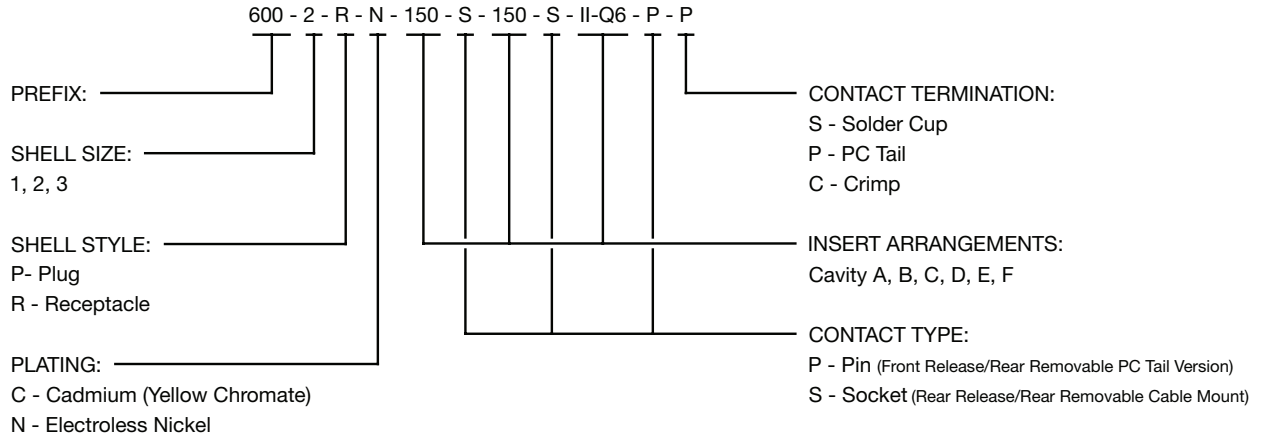 600 - 2 - R - N - 150 - S - 150 - S - II-Q6 - P - P
PREFIX:
SHELL SIZE:
1, 2, 3
SHELL STYLE:
P- Plug
R - Receptacle
PLATING:
C - Cadmium (Yellow Chromate)
N - Electroless Nickel
CONTACT TERMINATION:
S - Solder Cup
P - PC Tail
C - Crimp
INSERT ARRANGEMENTS:
Cavity A, B, C, D, E, F
CONTACT TYPE:
P - Pin (Front Release/Rear Removable PC Tail Version)
S - Socket (Rear Release/Rear Removable Cable Mount)